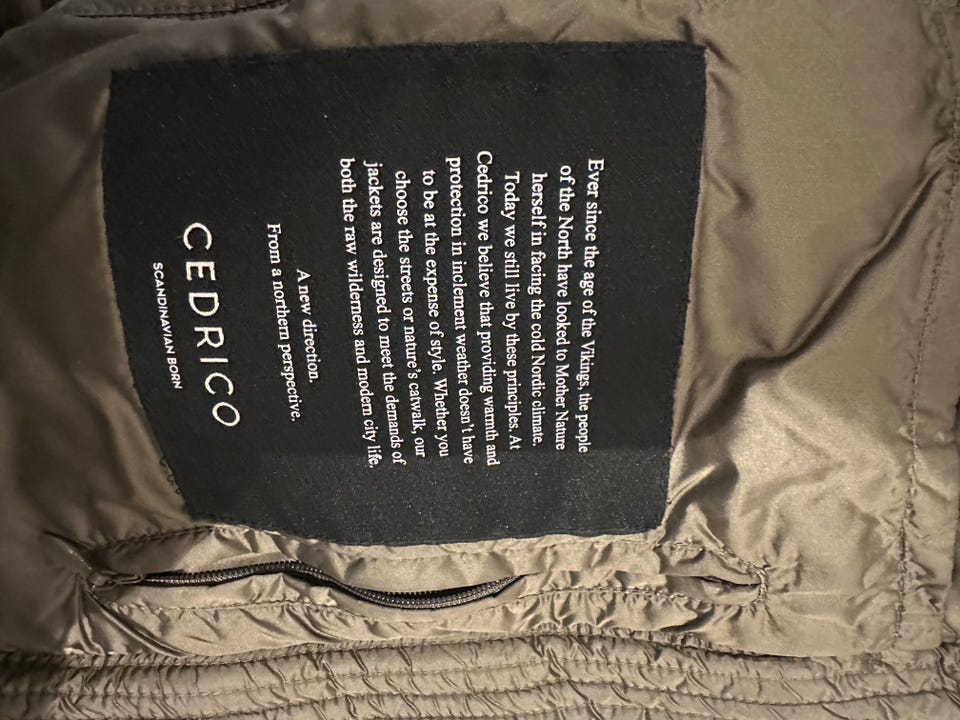 Ever since the age of the Vikings, the people
of the North have looked to Mother Nature
herself in facing the cold Nordic climate.
Today we still live by these principles. At
Cedrico we believe that providing warmth and
protection in inclement weather doesn't have
to be at the expense of style. Whether you
choose the streets or nature's catwalk, our
jackets are designed to meet the demands of
both the raw wilderness and modern city life.
A new direction.
From a northern perspective.
CEDRICO
SCANDINAVIAN BORN